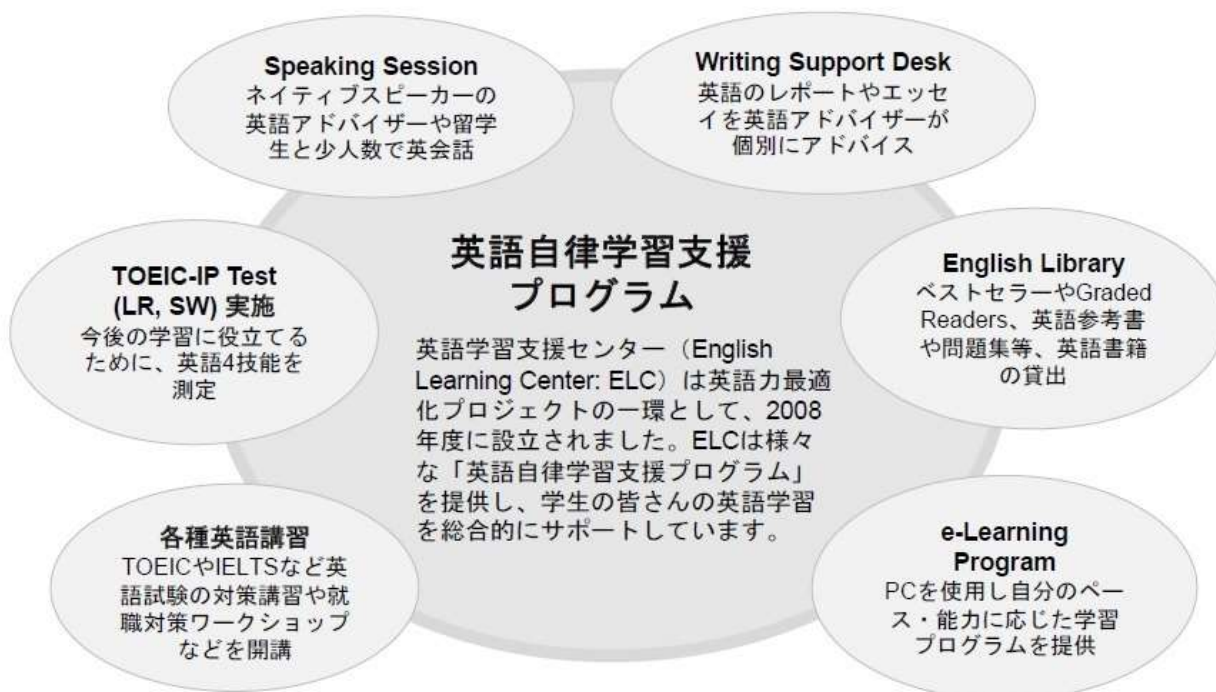 Speaking Session
ネイティブスピーカーの
英語アドバイザーや留学
生と少人数で英会話
Writing Support Desk
英語のレポートやエッセ
イを英語アドバイザーが
個別にアドバイス
英語自律学習支援
プログラム
英語学習支援センター（English
Learning Center: ELC）は英語力最適
化プロジェクトの一環として、2008
年度に設立されました。ELCは様々
な「英語自律学習支援プログラム」
を提供し、学生の皆さんの英語学習
を総合的にサポートしています。
TOEIC-IP Test
(LR, SW) 実施
今後の学習に役立てる
ために、英語4技能を
測定
English Library
ベストセラーやGraded
Readers、英語参考書
や問題集等、英語書籍
の貸出
各種英語講習
TOEICやIELTSなど英
語試験の対策講習や就
職対策ワークショップ
などを開講
e-Learning
Program
PCを使用し自分のペー
ス・能力に応じた学習
プログラムを提供